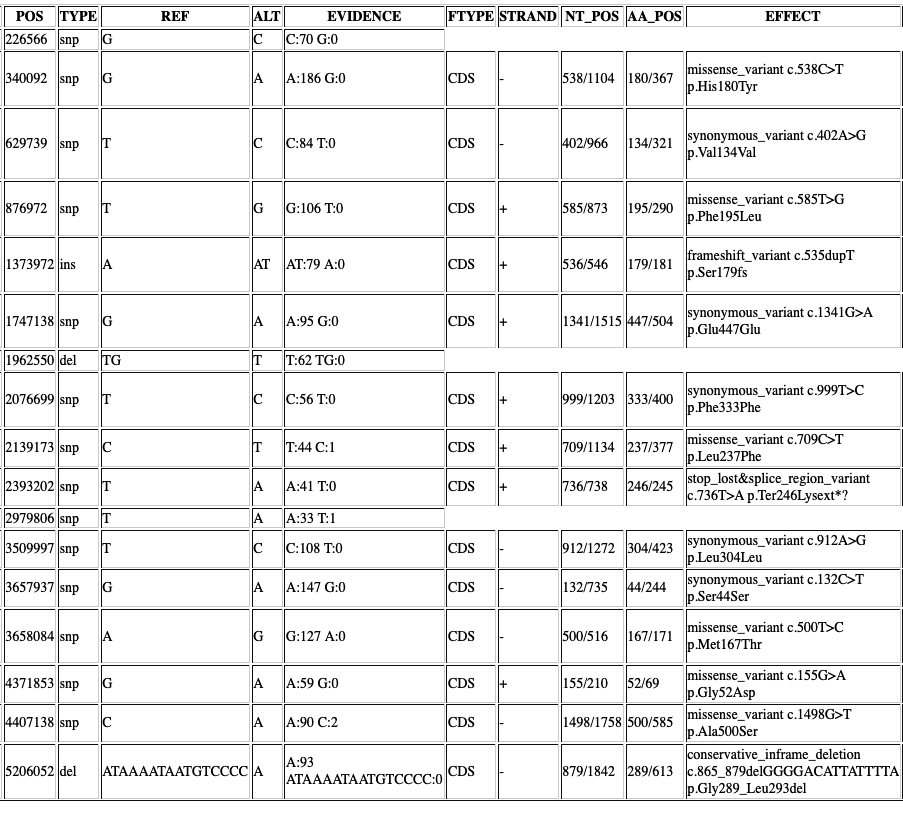 POS TYPE REF ALT EVIDENCE FTYPE STRAND NT_POS AA_POS EFFECT
226566 snp G C C:70 G:0
340092 snp G A A:186 G:0 CDS - 538/1104 180/367 missense_variant c.538C>T
p.His180Tyr
629739 snp T C C:84 T:0 CDS - 402/966 134/321 synonymous_variant c.402A>G
p.Val134Val
876972 snp T G G:106 T:0 CDS + 585/873 195/290 missense_variant c.585T>G
p.Phe195Leu
1373972 ins A AT AT:79 A:0 CDS + 536/546 179/181 frameshift_variant c.535dupT
p.Ser179fs
1747138 snp G A A:95 G:0 CDS + 1341/1515 447/504 synonymous_variant c.1341G>A
p.Glu447Glu
1962550 del TG T T:62 TG:0
2076699 snp T C C:56 T:0 CDS + 999/1203 333/400 synonymous_variant c.999T>C
p.Phe333Phe
2139173 snp C T T:44 C:1 CDS + 709/1134 237/377 missense_variant c.709C>T
p.Leu237Phe
2393202 snp T A A:41 T:0 CDS + 736/738 246/245 stop_lost&splice_region_variant
c.736T>A p.Ter246Lysext*?
2979806 snp T A A:33 T:1
3509997 snp T C C:108 T:0 CDS - 912/1272 304/423 synonymous_variant c.912A>G
p.Leu304Leu
3657937 snp G A A:147 G:0 CDS - 132/735 44/244 synonymous_variant c.132C>T
p.Ser44Ser
3658084 snp A G G:127 A:0 CDS - 500/516 167/171 missense_variant c.500T>C
p.Met167Thr
4371853 snp G A A:59 G:0 CDS + 155/210 52/69 missense_variant c.155G>A
p.Gly52Asp
4407138 snp C A A:90 C:2 CDS - 1498/1758 500/585 missense_variant c.1498G>T
p.Ala500Ser
5206052 del ATAAAATAATGTCCCC A A:93
ATAAAATAATGTCCCC:0 CDS - 879/1842 289/613 conservative_inframe_deletion
c.865_879delGGGGACATTATTTTA
p.Gly289_Leu293del